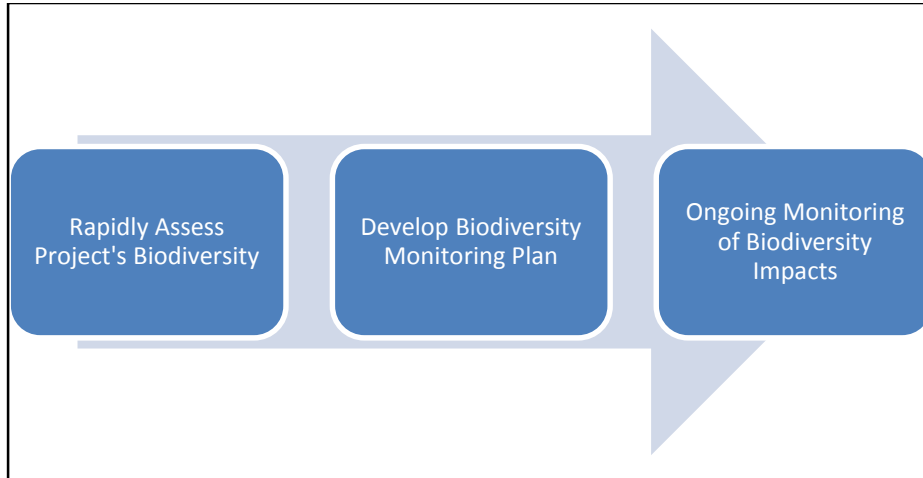 Rapidly Assess
Project's Biodiversity
Develop Biodiversity
Monitoring Plan
Ongoing Monitoring
of Biodiversity
Impacts